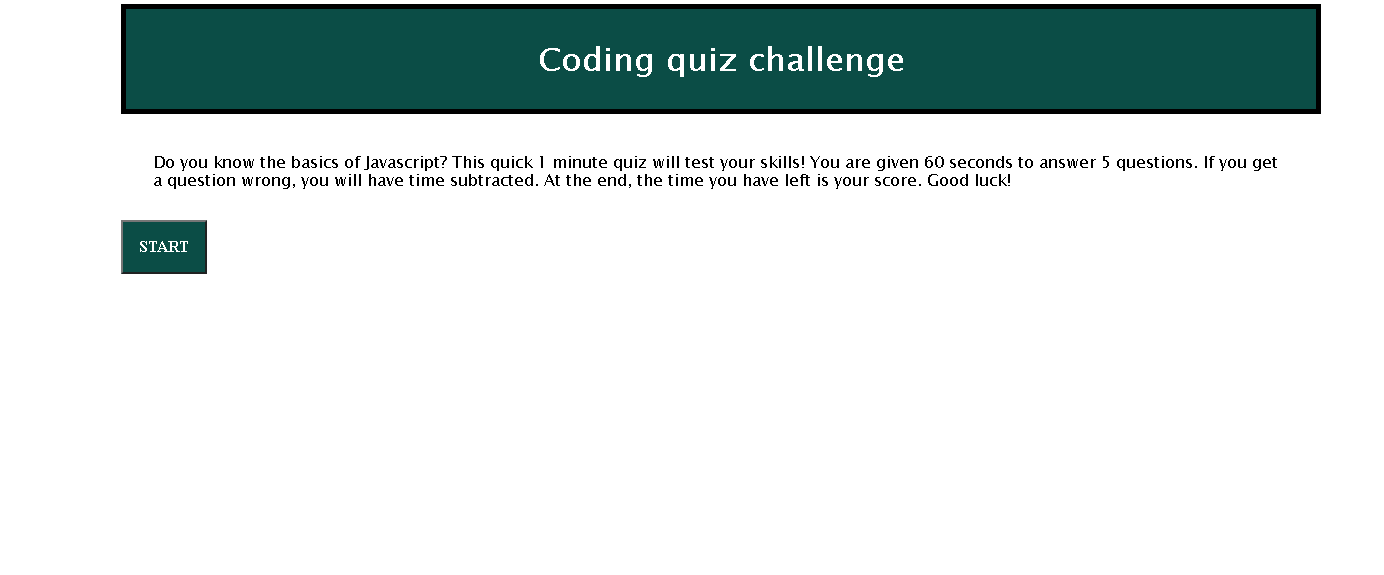 Coding quiz challenge
Do you know the basics of Javascript? This quick 1 minute quiz will test your skills! You are given 60 seconds to answer 5 questions. If you get
a question wrong, you will have time subtracted. At the end, the time you have left is your score. Good luck!
START